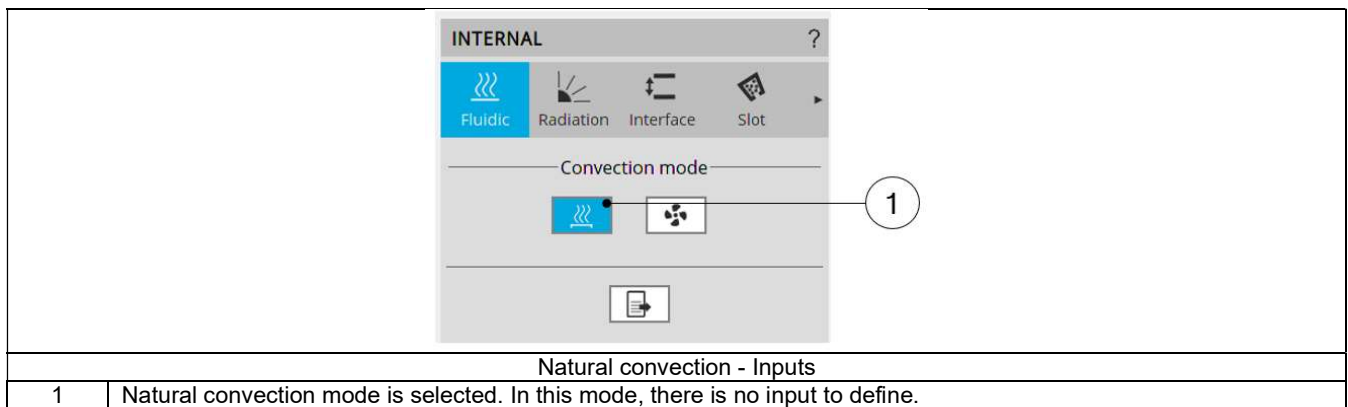 INTERNAL ?
Fluidic Radiation Interface Slot
Convection mode
1
Natural convection - Inputs
1 Natural convection mode is selected. In this mode, there is no input to define.